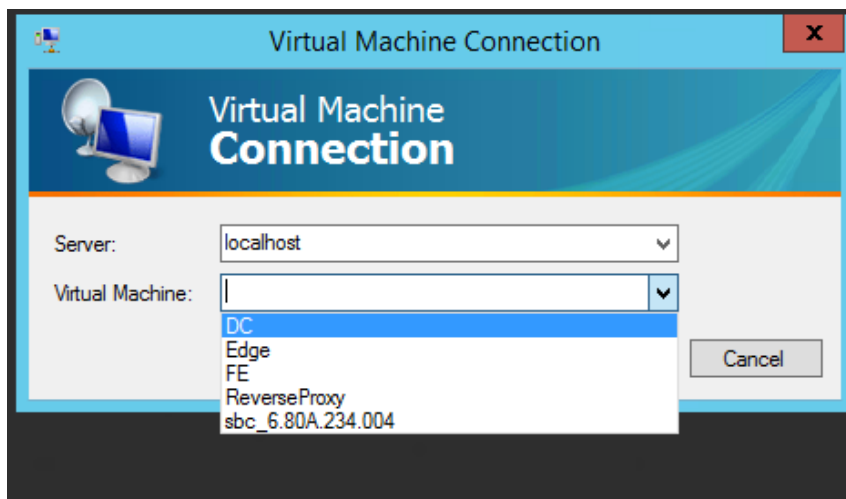 Virtual Machine Connection
x
Virtual Machine
Connection
Server: localhost
Virtual Machine:
DC
Edge
FE
ReverseProxy
sbc_6.80A.234.004
Cancel